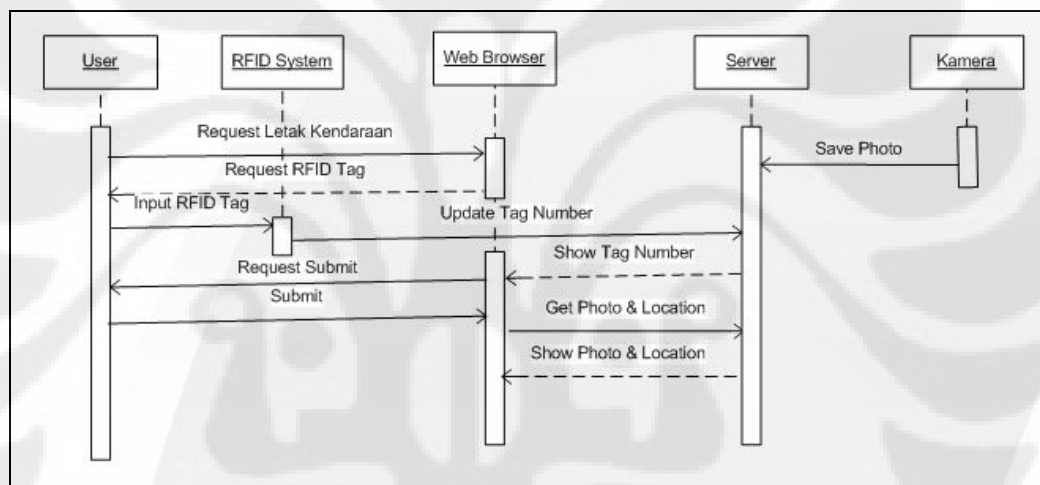 User
RFID System
Web Browser
Server
Kamera
Request Letak Kendaraan
Save Photo
Request RFID Tag
Input RFID Tag
Update Tag Number
Show Tag Number
Request Submit
Submit
Get Photo & Location
Show Photo & Location